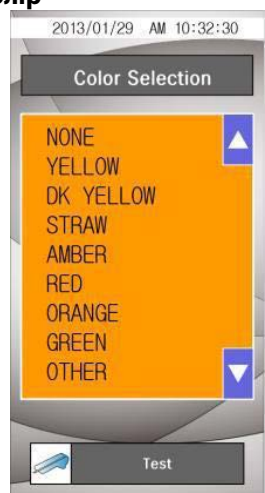 2013/01/29 AM 10:32:30
Color Selection
NONE
YELLOW
DK YELLOW
STRAW
AMBER
RED
ORANGE
GREEN
OTHER
Test